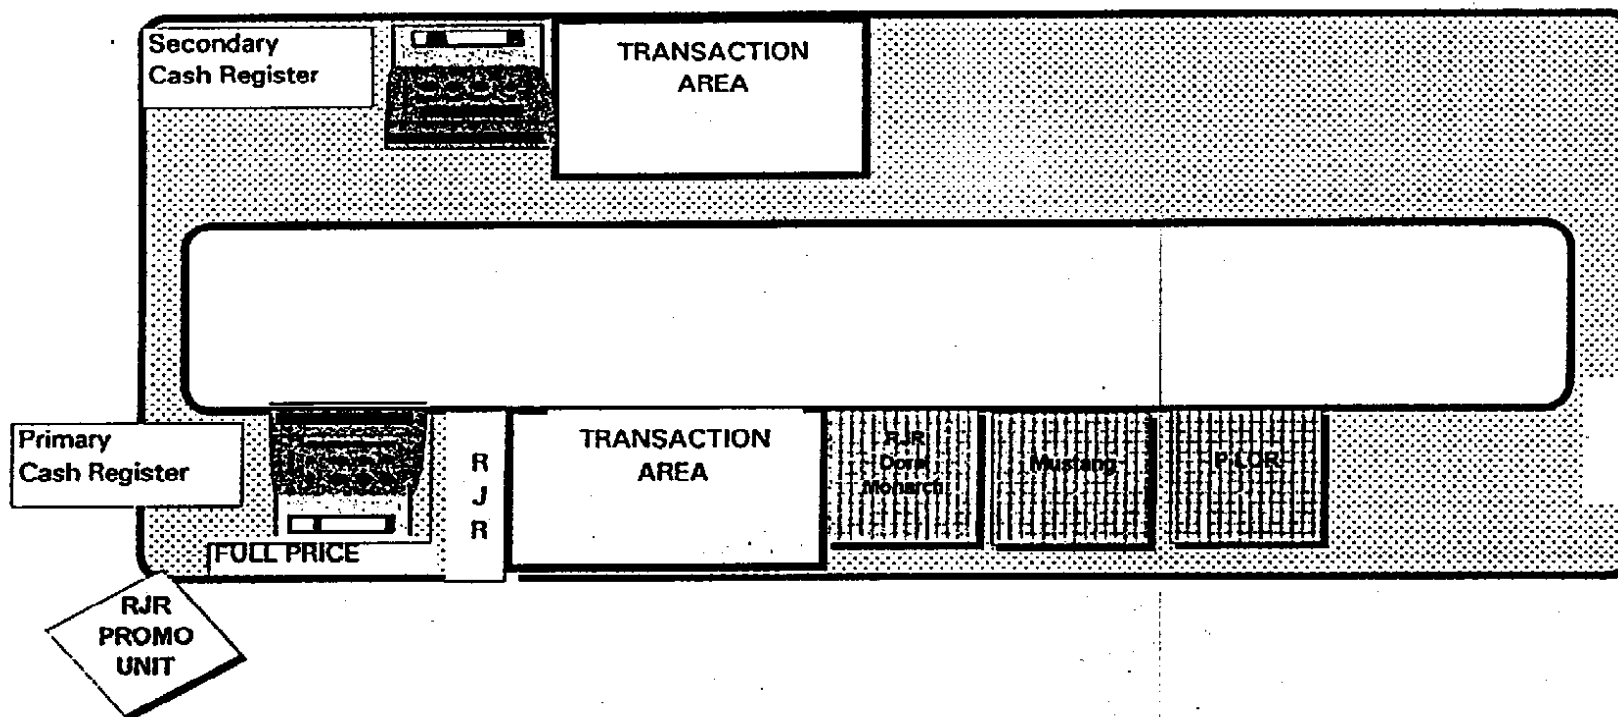 Secondary
Cash Register
TRANSACTION
AREA
Primary
Cash Register
FULL PRICE
R
J
R
TRANSACTION
AREA
RJR
Doral
Monarch
Mustang
P-LOR
RJR
PROMO
UNIT